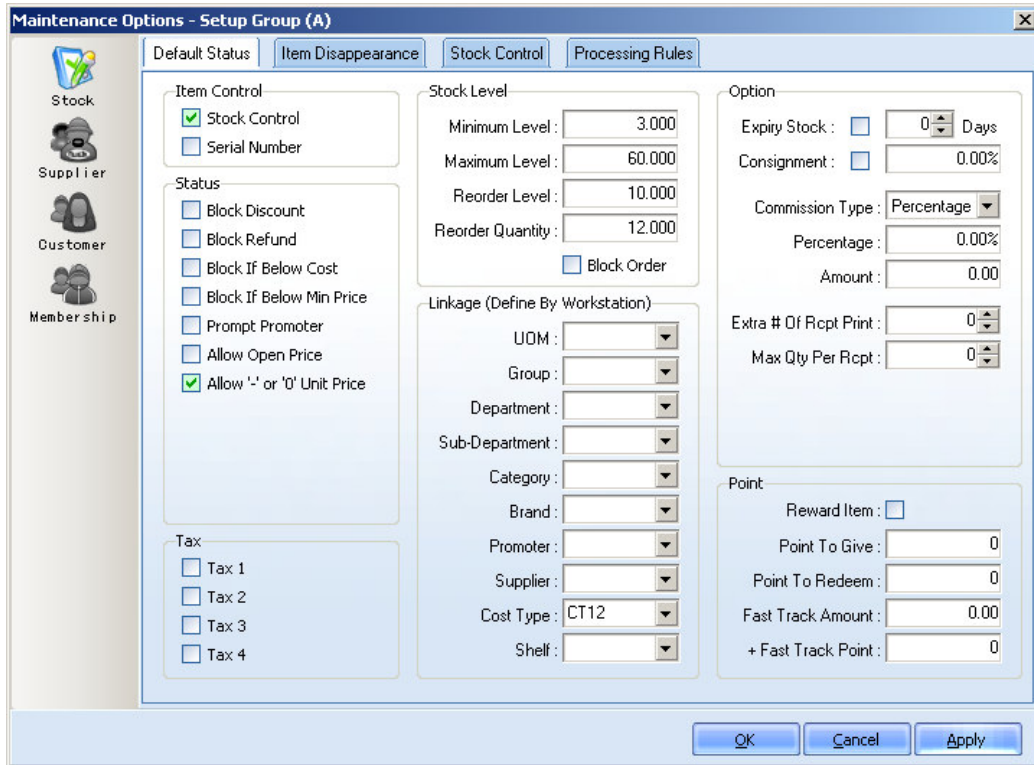 Maintenance Options - Setup Group (A)
Stock
Supplier
Customer
Membership
Default Status
Item Disappearance
Stock Control
Processing Rules
Item Control
Stock Control
Serial Number
Status
Block Discount
Block Refund
Block If Below Cost
Block If Below Min Price
Prompt Promoter
Allow Open Price
Allow '-' or '0' Unit Price
Tax
Tax 1
Tax 2
Tax 3
Tax 4
Stock Level
Minimum Level : 3.000
Maximum Level : 60.000
Reorder Level : 10.000
Reorder Quantity : 12.000
Block Order
Linkage (Define By Workstation)
UOM :
Group :
Department :
Sub-Department :
Category :
Brand :
Promoter :
Supplier :
Cost Type : CT12
Shelf :
Option
Expiry Stock : 0 Days
Consignment : 0.00%
Commission Type : Percentage
Percentage : 0.00%
Amount : 0.00
Extra # Of Rcpt Print : 0
Max Qty Per Rcpt : 0
Point
Reward Item :
Point To Give : 0
Point To Redeem : 0
Fast Track Amount : 0.00
+ Fast Track Point : 0
OK
Cancel
Apply